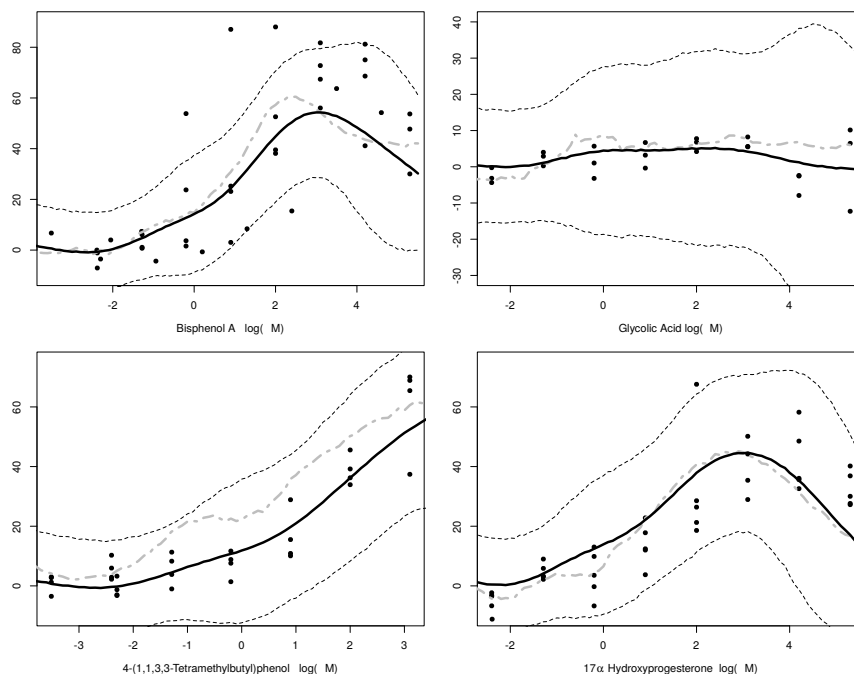 80
60
40
20
0
-2 0 2 4
Bisphenol A log( M)
40
30
20
10
0
-10
-20
-30
-2 0 2 4
Glycolic Acid log( M)
60
40
20
0
-3 -2 -1 0 1 2 3
4-(1,1,3,3-Tetramethylbutyl)phenol log( M)
60
40
20
0
-2 0 2 4
17α Hydroxyprogesterone log( M)